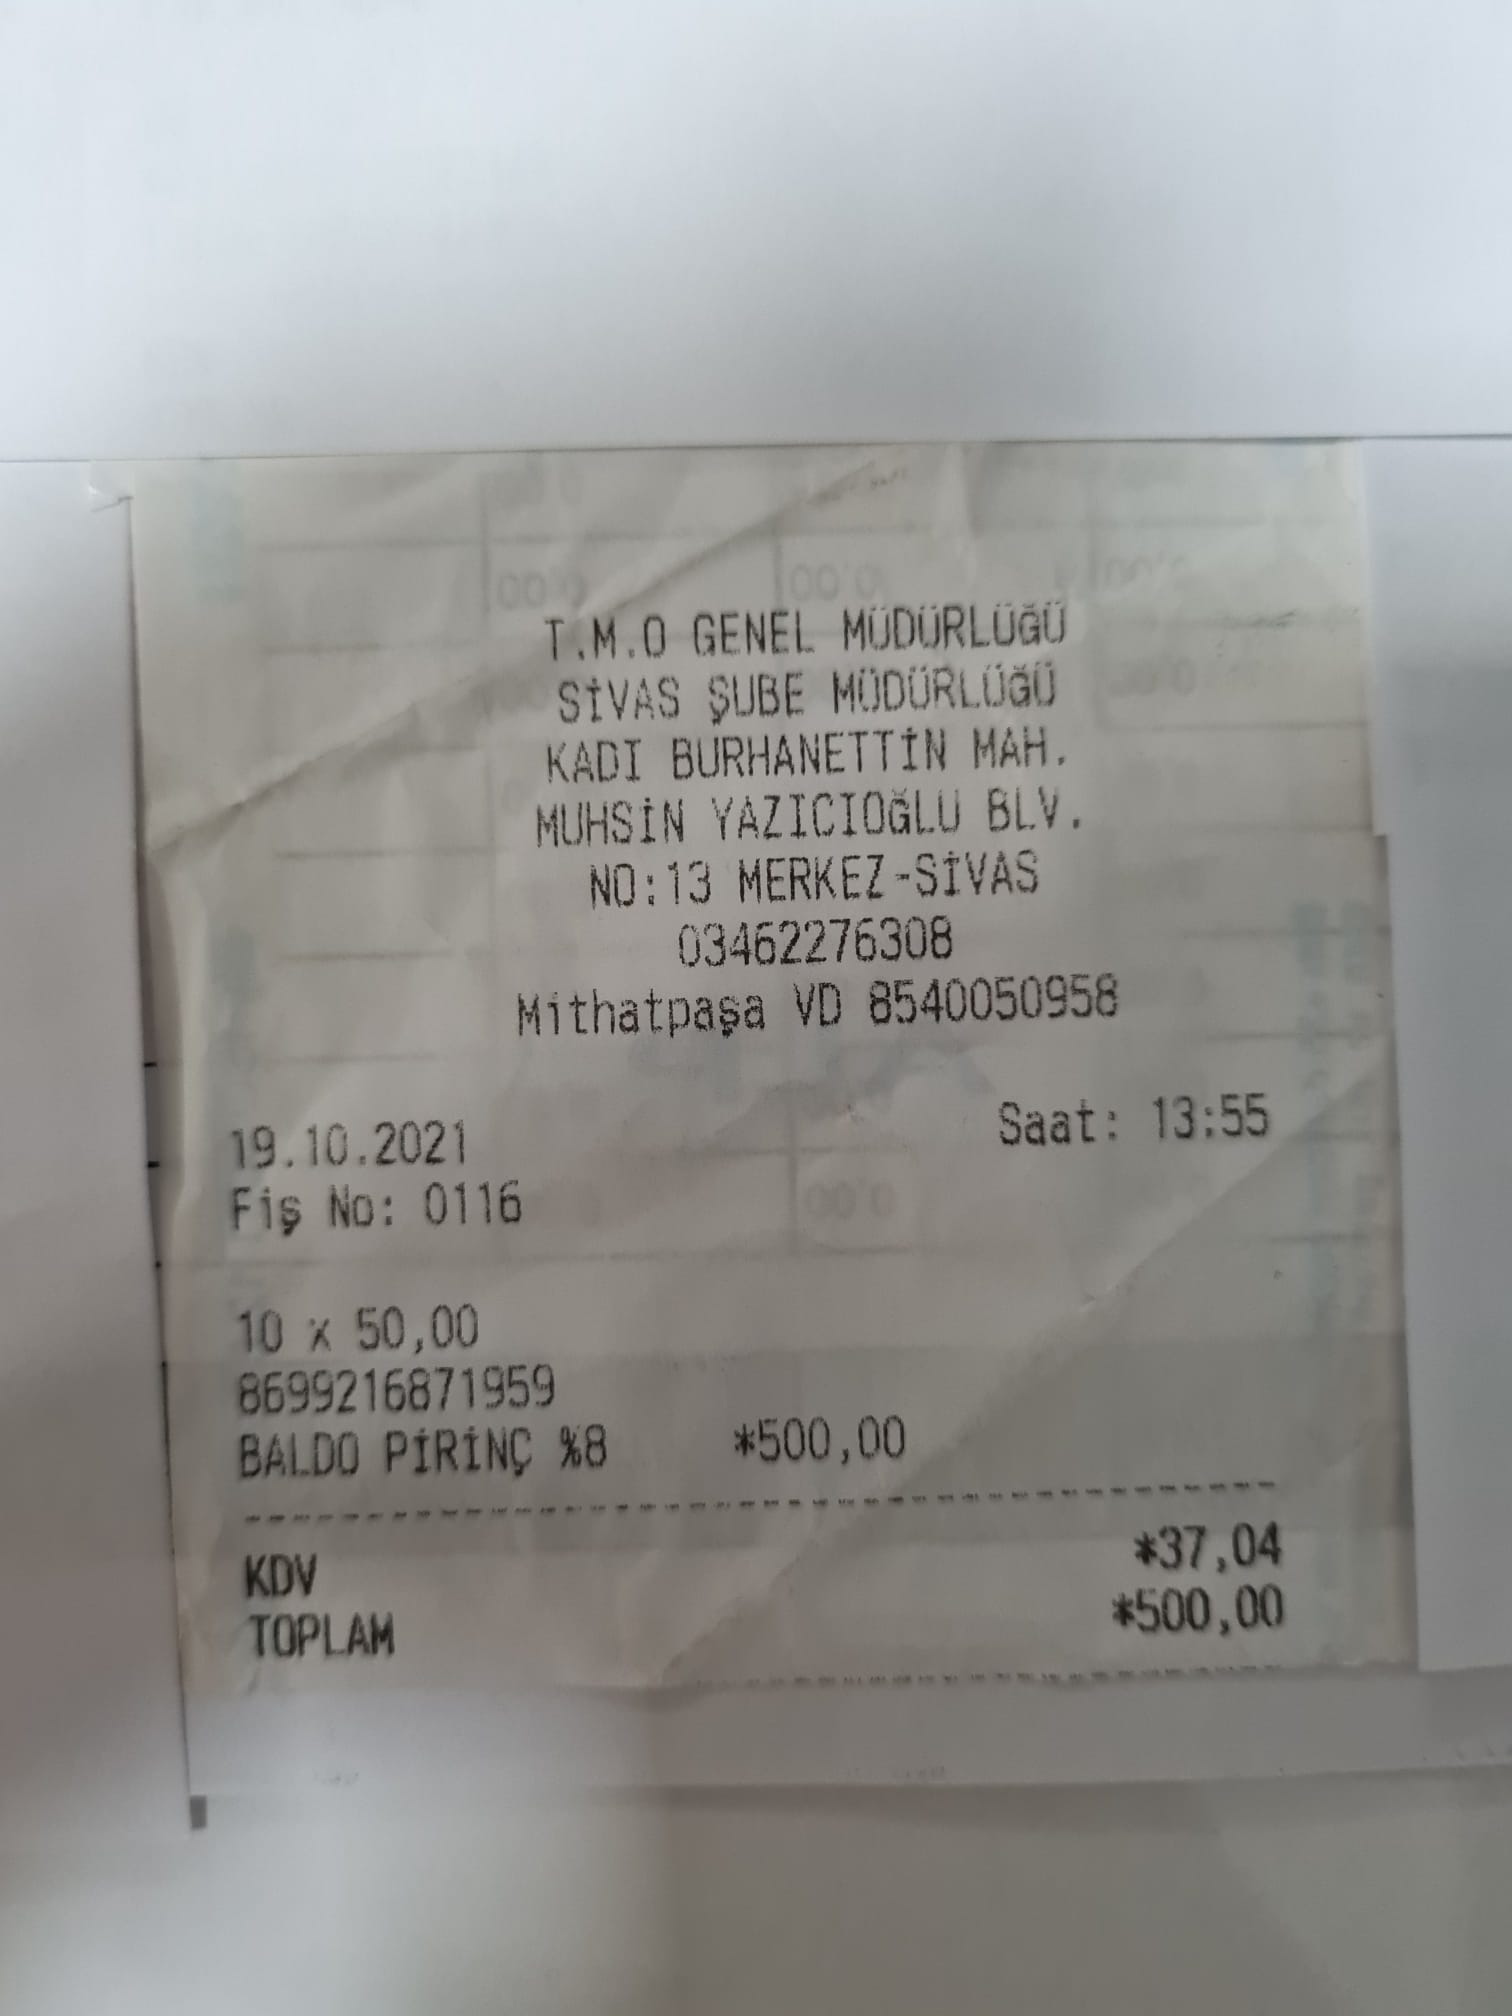 T.M.O GENEL MÜDÜRLÜĞÜ
SİVAS ŞUBE MÜDÜRLÜĞÜ
KADI BURHANETTİN MAH.
MUHSİN YAZICIOĞLU BLV.
NO:13 MERKEZ-SİVAS
03462276308
Mithatpaşa VD 8540050958
19.10.2021 Saat: 13:55
Fiş No: 0116
10 x 50,00
8699216871959
BALDO PİRİNÇ %8 *500,00
KDV *37,04
TOPLAM *500,00